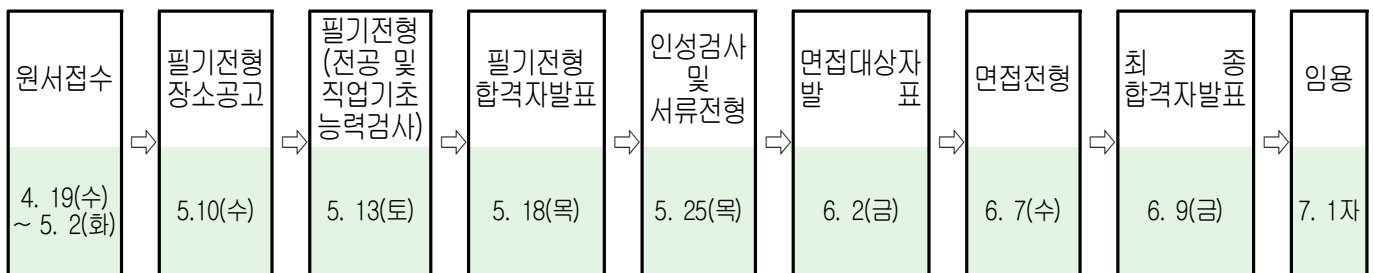 원서접수
필기전형
장소공고
필기전형
(전공 및
직업기초
능력검사)
필기전형
합격자발표
인성검사
및
서류전형
면접대상자
발 표
면접전형
최 종
합격자발표
임용
⇨ ⇨ ⇨ ⇨ ⇨ ⇨ ⇨ ⇨
4. 19(수)
~ 5. 2(화)
5.10(수)
5. 13(토)
5. 18(목)
5. 25(목)
6. 2(금)
6. 7(수)
6. 9(금)
7. 1자